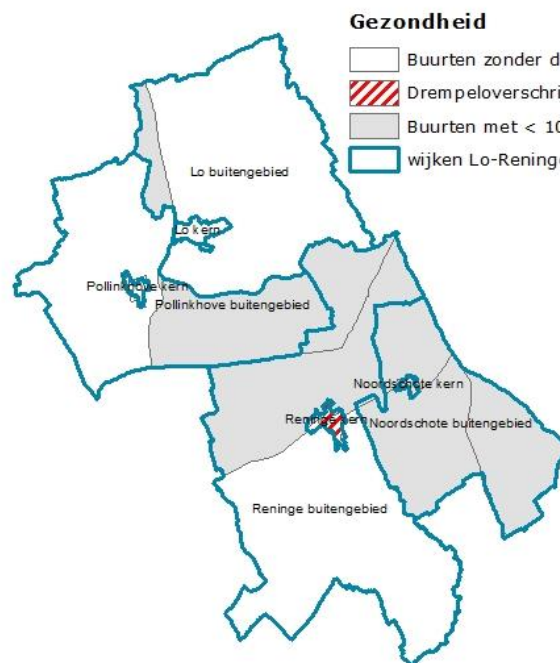 Gezondheid
Buurten zonder d
Drempeloverschri
Buurten met < 10
wijken Lo-Reninge
Lo buitengebied
Lo kern
Pollinkhove kern
Pollinkhove buitengebied
Noordschote kern
Reninge kern
Noordschote buitengebied
Reninge buitengebied